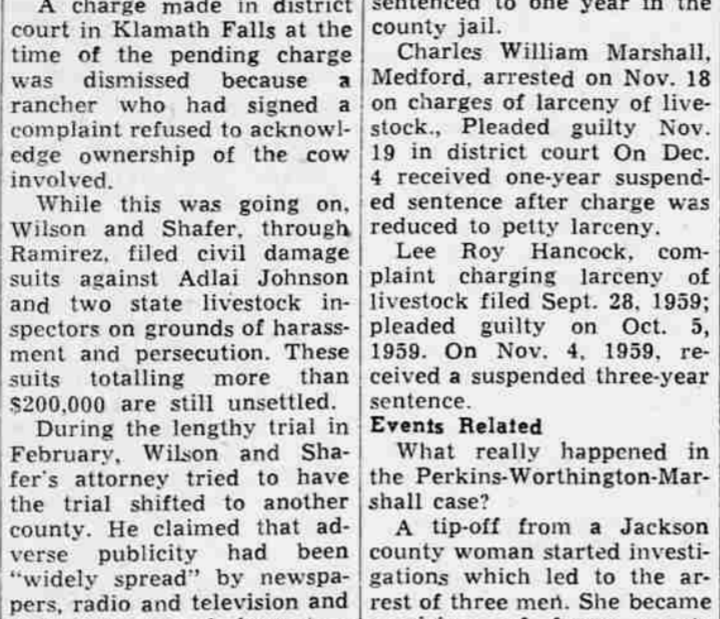 A charge made in district
court in Klamath Falls at the
time of the pending charge
was dismissed because a
rancher who had signed a
complaint refused to acknowl-
edge ownership of the cow
involved.
While this was going on,
Wilson and Shafer, through
Ramirez, filed civil damage
suits against Adlai Johnson
and two state livestock in-
spectors on grounds of harass-
ment and persecution. These
suits totalling more than
$200,000 are still unsettled.
During the lengthy trial in
February, Wilson and Sha-
fer's attorney tried to have
the trial shifted to another
county. He claimed that ad-
verse publicity had been
"widely spread" by newspa-
pers, radio and television and
sentenced to one year in the
county jail.
Charles William Marshall,
Medford, arrested on Nov. 18
on charges of larceny of live-
stock., Pleaded guilty Nov.
19 in district court On Dec.
4 received one-year suspend-
ed sentence after charge was
reduced to petty larceny.
Lee Roy Hancock, com-
plaint charging larceny of
livestock filed Sept. 28, 1959;
pleaded guilty on Oct. 5,
1959. On Nov. 4, 1959, re-
ceived a suspended three-year
sentence.
Events Related
What really happened in
the Perkins-Worthington-Mar-
shall case?
A tip-off from a Jackson
county woman started investi-
gations which led to the ar-
rest of three men. She became